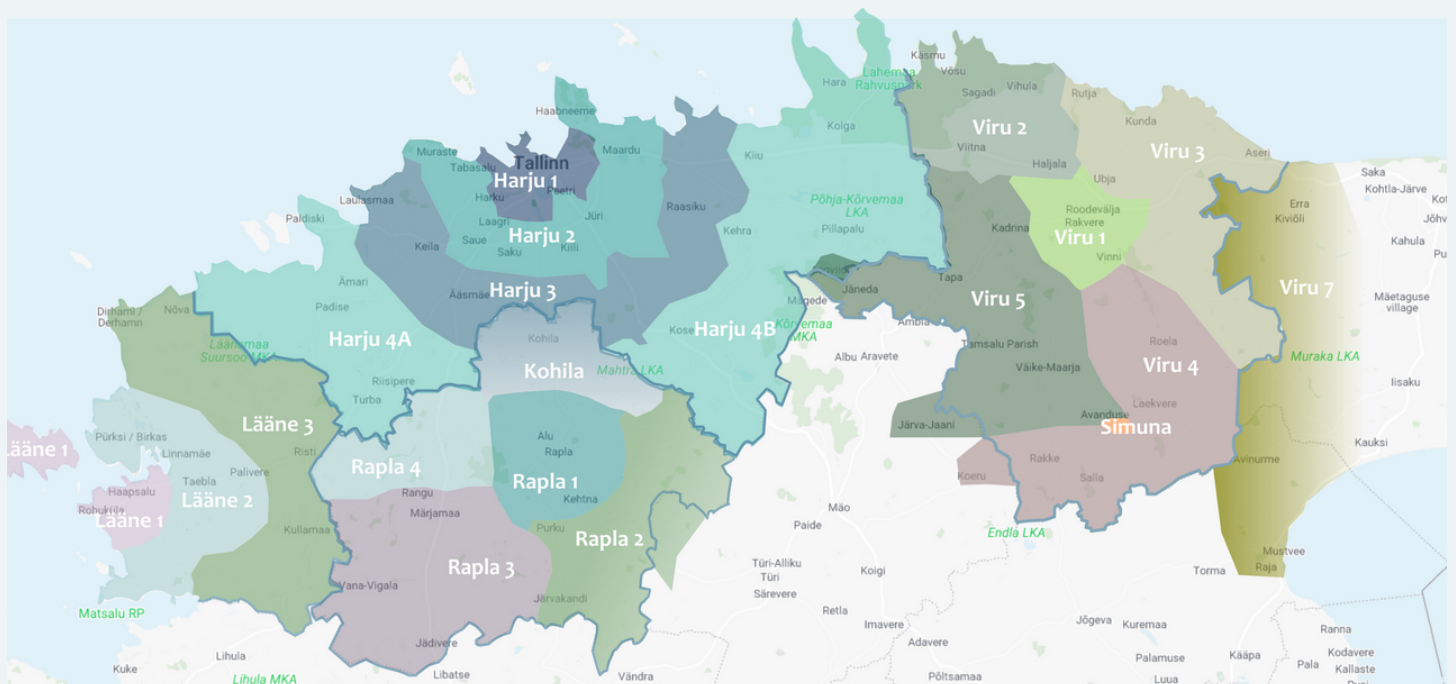 Käsmu
Võsu
Hara
Lahemaa
Rahvuspark
Vihula
Sagadi
Rutja
Haabneeme
Kolga
Viru 2
Kunda
Muraste
Tallinn
Maardu
Kiiu
Viitna
Viru 3
Aseri
Tabasalu
Haljala
Saka
Harju 1
Peetri
Ubja
Kohtla-Järve
Laulasmaa
Harku
Põhja-Kõrvemaa
LKA
Raasiku
Roodevälja
Rakvere
Erra
Kiviõli
Paldiski
Laagri
Jüri
Kadrina
Viru 1
Pillapalu
Kehra
Keila
Saue
Harju 2
Kiili
Saku
Kahula
Vinni
Ämari
Tapa
Jäneda
Viru 7
Ääsmäe
Harju 3
Viru 5
Mäetaguse
village
Padise
Mägede
Dirhami /
Derhamn
Nõva
Kose
Harju 4B
Kõrvemaa
MKA
Ambla
Harju 4A
Kohila
Tamsalu Parish
Roela
Läänemaa
Suursoo MKA
Albu
Aravete
Muraka LKA
Kohila
Mahtra LKA
Väike-Maarja
Viru 4
Riisipere
Iisaku
Turba
Laekvere
Avanduse
Lääne 3
Järva-Jaani
Simuna
Pürksi / Birkas
Alu
Kauksi
Lääne 1
Linnamäe
Risti
Rapla
Rapla 4
Rakke
Avinurme
Palivere
Koeru
Taebla
Salla
Haapsalu
Rapla 1
Rangu
Kehtna
Lääne 2
Rohuküla
Märjamaa
Mäo
Lääne 1
Kullamaa
Purku
Paide
Endla LKA
Rapla 2
Mustvee
Rapla 3
Türi-Alliku
Türi
Koigi
Torma
Raja
Vana-Vigala
Särevere
Järvakandi
Matsalu RP
Retla
Imavere
Jõgeva
Kuremaa
Ranna
Jädivere
Adavere
Kodavere
Lihula
Palamuse
Kääpa
Pala
Kallaste
Kuke
Libatse
Lihula MKA
Vändra
Põltsamaa
Luua